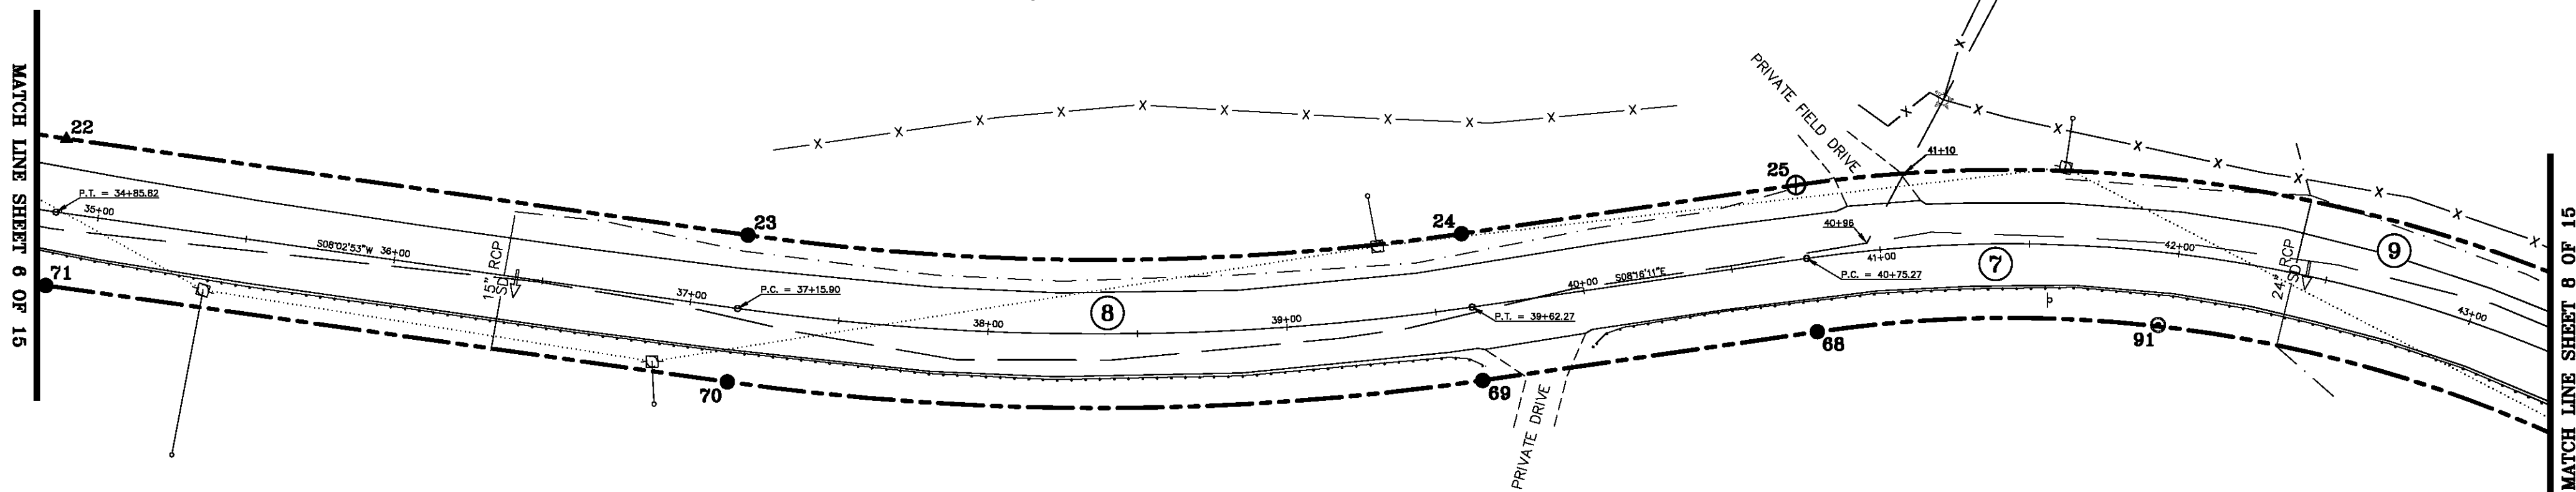 MATCH LINE SHEET 6 OF 15
22
P.T. = 34+85.82
35+00
71
S08°02'53"W 36+00
15" RCP
SD
23
37+00
P.C. = 37+15.90
70
38+00
8
39+00
24
P.T. = 39+62.27
69
PRIVATE DRIVE
40+00
S08°16'11"E
25
PRIVATE FIELD DRIVE
41+10
40+96
41+00
P.C. = 40+75.27
68
7
42+00
91
24" RCP
SD
9
43+00
MATCH LINE SHEET 8 OF 15